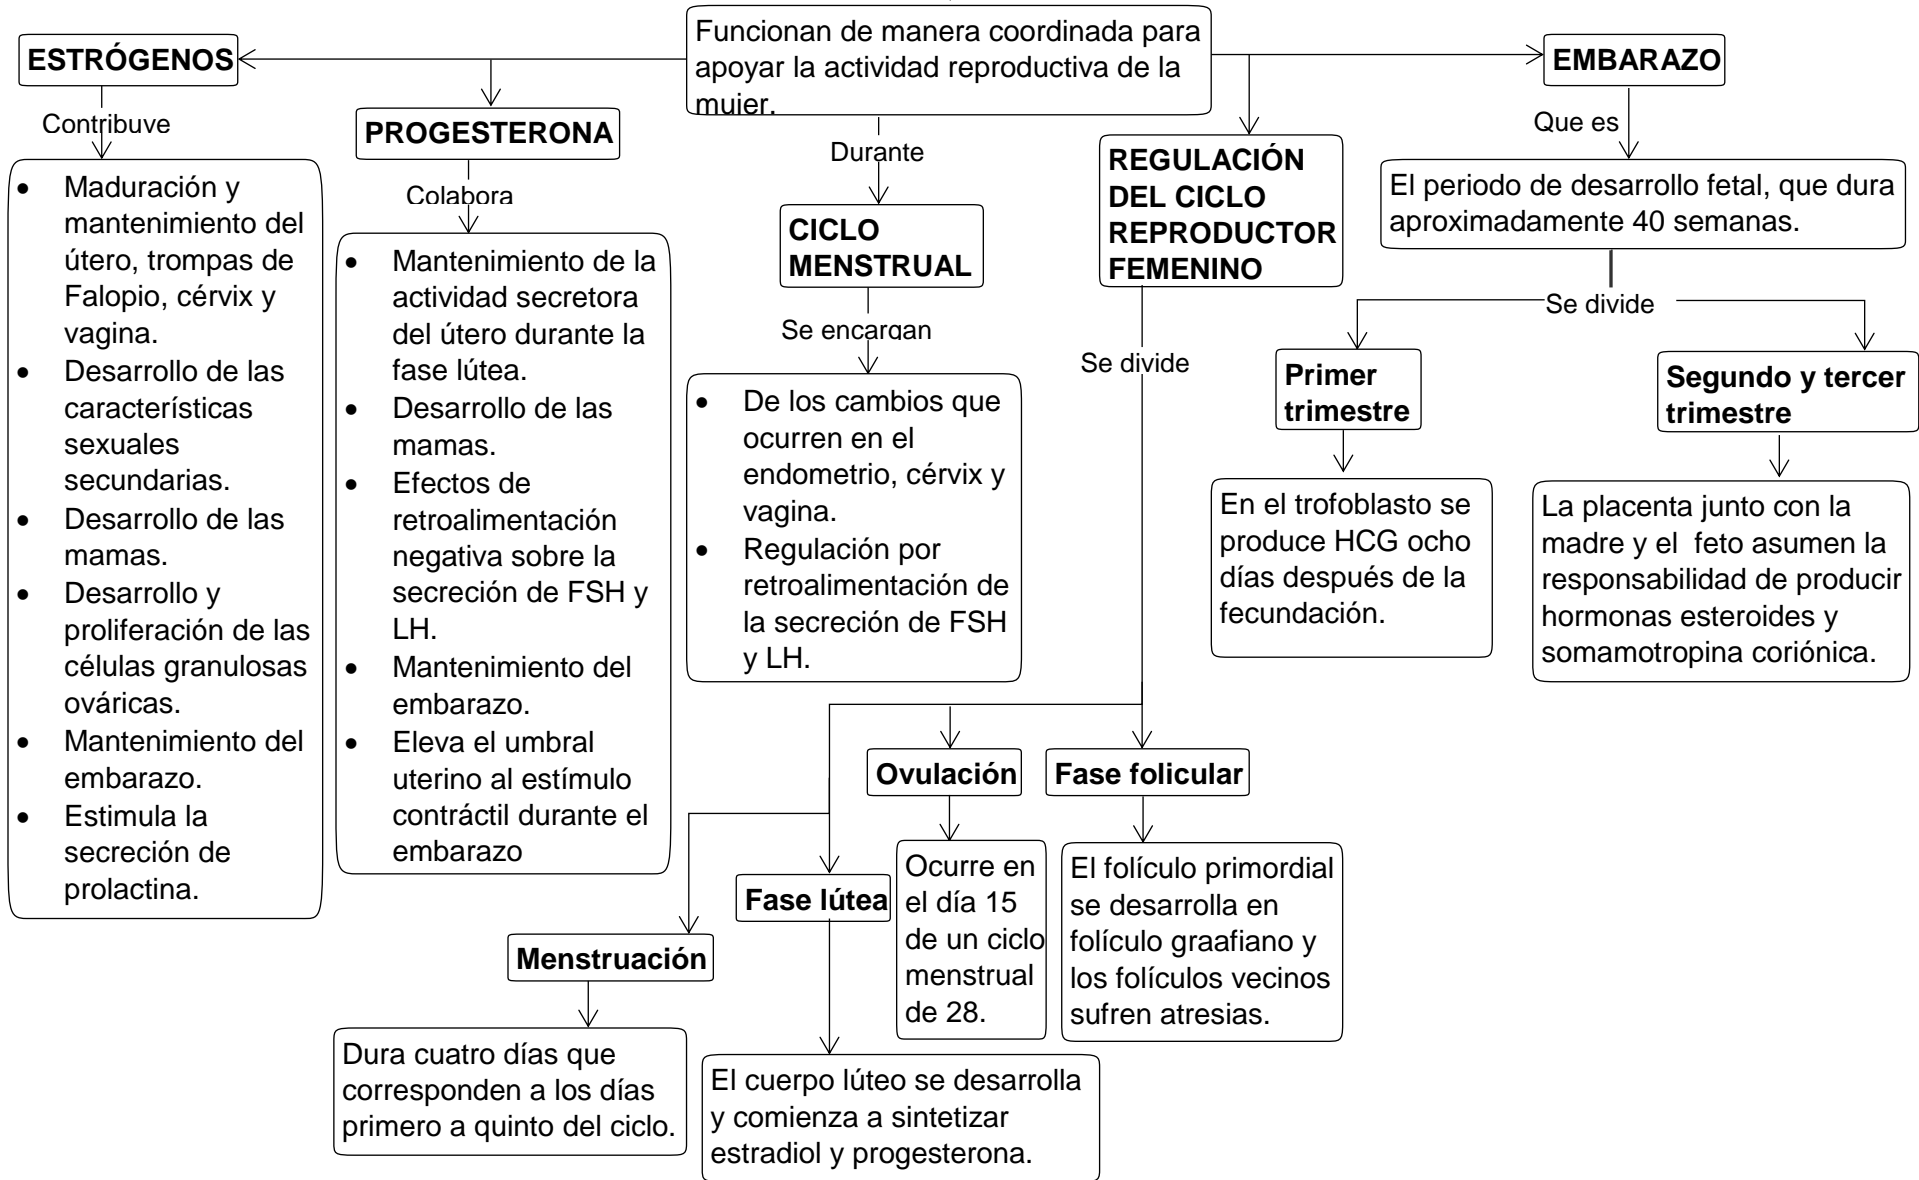 Funcionan de manera coordinada para
apoyar la actividad reproductiva de la
mujer.
ESTRÓGENOS
Contribuye
Maduración y
mantenimiento del
útero, trompas de
Falopio, cérvix y
vagina.
Desarrollo de las
características
sexuales
secundarias.
Desarrollo de las
mamas.
Desarrollo y
proliferación de las
células granulosas
ováricas.
Mantenimiento del
embarazo.
Estimula la
secreción de
prolactina.
PROGESTERONA
Colabora
Mantenimiento de la
actividad secretora
del útero durante la
fase lútea.
Desarrollo de las
mamas.
Efectos de
retroalimentación
negativa sobre la
secreción de FSH y
LH.
Mantenimiento del
embarazo.
Eleva el umbral
uterino al estímulo
contráctil durante el
embarazo
Durante
CICLO
MENSTRUAL
Se encargan
De los cambios que
ocurren en el
endometrio, cérvix y
vagina.
Regulación por
retroalimentación de
la secreción de FSH
y LH.
REGULACIÓN
DEL CICLO
REPRODUCTOR
FEMENINO
Se divide
Menstruación
Dura cuatro días que
corresponden a los días
primero a quinto del ciclo.
Fase lútea
El cuerpo lúteo se desarrolla
y comienza a sintetizar
estradiol y progesterona.
Ovulación
Ocurre en
el día 15
de un ciclo
menstrual
de 28.
Fase folicular
El folículo primordial
se desarrolla en
folículo graafiano y
los folículos vecinos
sufren atresias.
EMBARAZO
Que es
El periodo de desarrollo fetal, que dura
aproximadamente 40 semanas.
Se divide
Primer
trimestre
En el trofoblasto se
produce HCG ocho
días después de la
fecundación.
Segundo y tercer
trimestre
La placenta junto con la
madre y el feto asumen la
responsabilidad de producir
hormonas esteroides y
somamotropina coriónica.